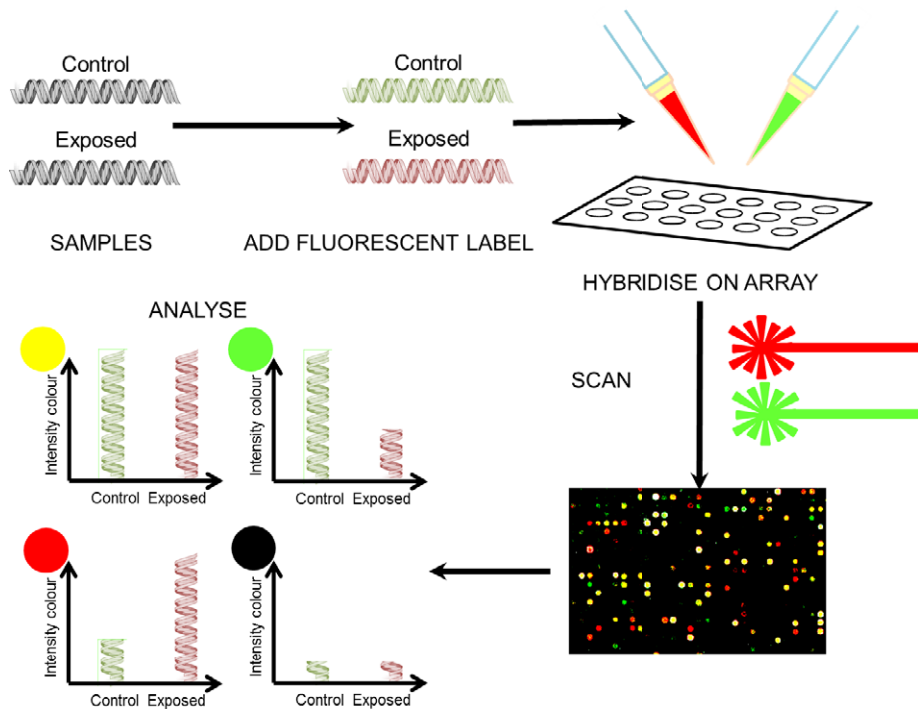 Control
Exposed
SAMPLES
Control
Exposed
ADD FLUORESCENT LABEL
HYBRIDISE ON ARRAY
SCAN
ANALYSE
Intensity colour
Control Exposed
Intensity colour
Control Exposed
Intensity colour
Control Exposed
Intensity colour
Control Exposed